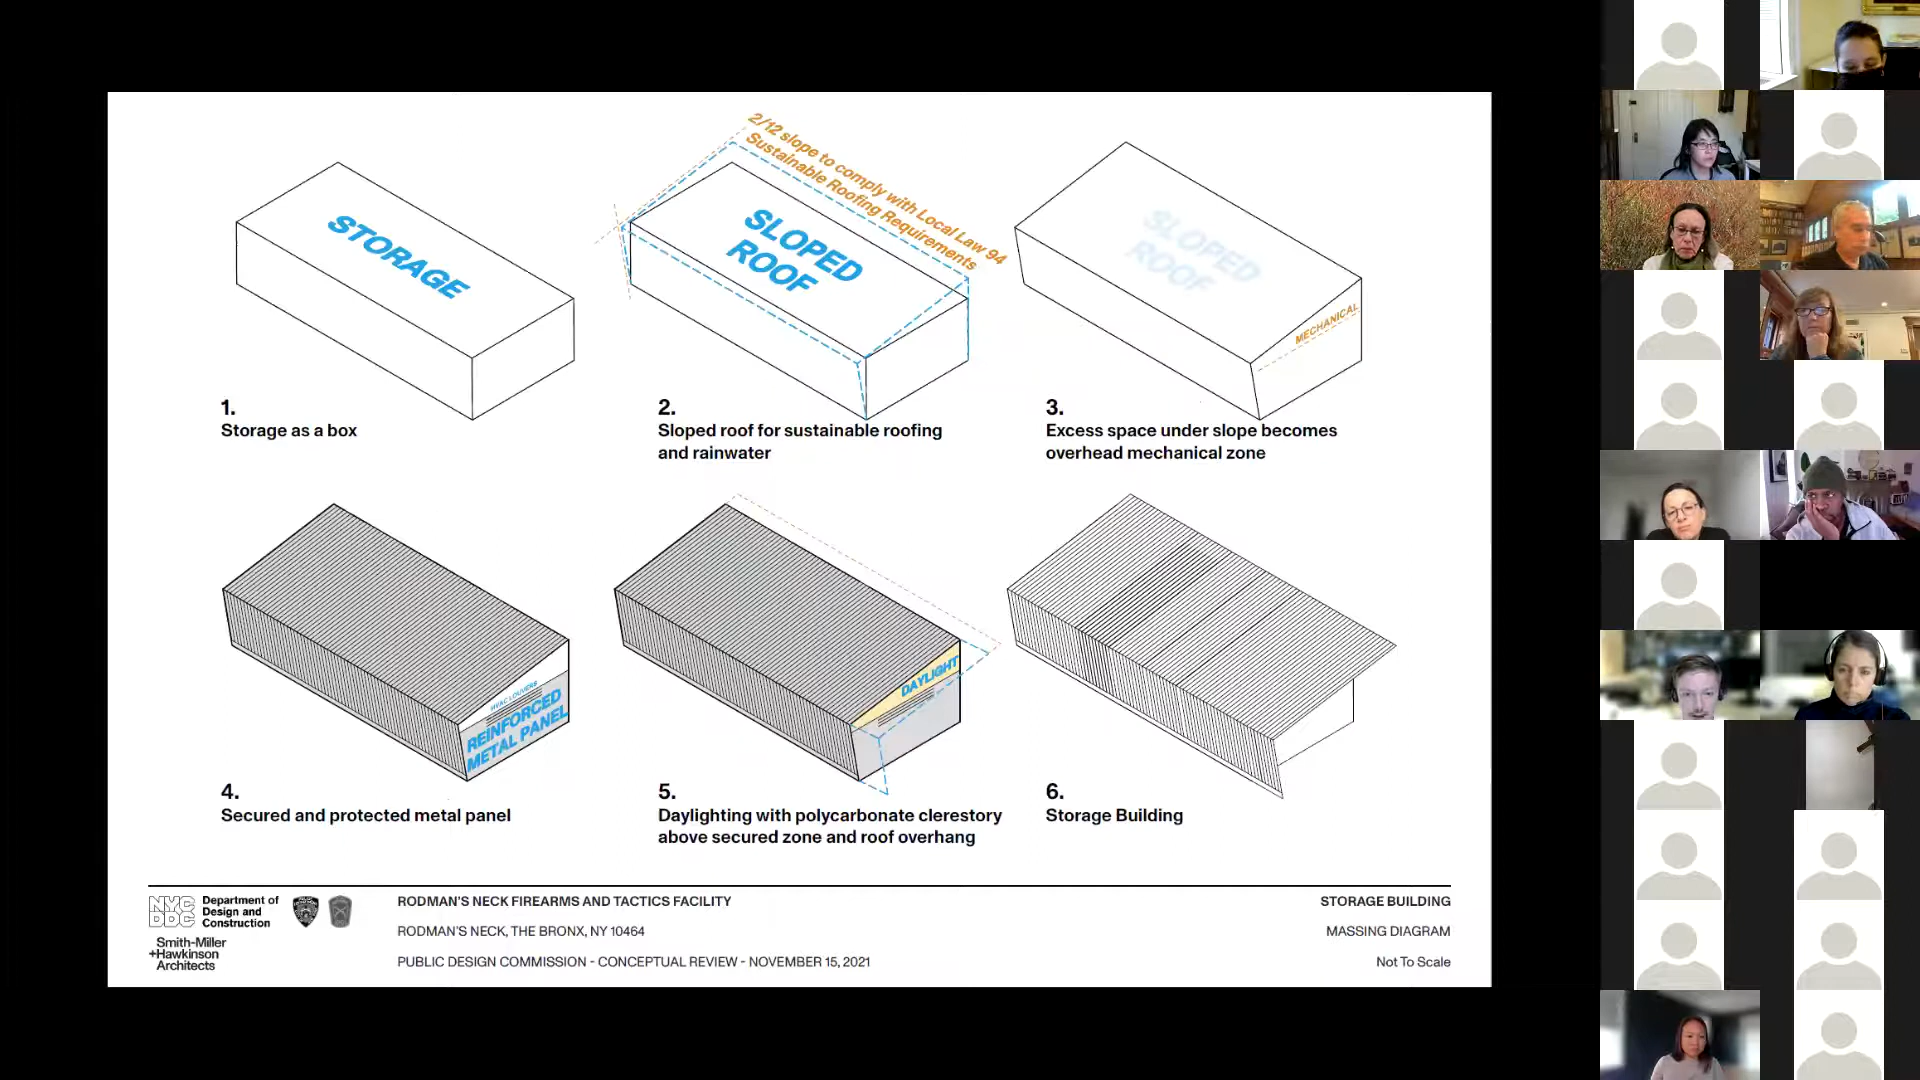 STORAGE
1.
Storage as a box
2/12 slope to comply with Local Law 94
Sustainable Roofing Requirements
SLOPED
ROOF
2.
Sloped roof for sustainable roofing
and rainwater
SLOPED
ROOF
MECHANICAL
3.
Excess space under slope becomes
overhead mechanical zone
HVAC LOUVERS
REINFORCED
METAL PANEL
4.
Secured and protected metal panel
DAYLIGHT
5.
Daylighting with polycarbonate clerestory
above secured zone and roof overhang
6.
Storage Building
NYC
DDC
Department of
Design and
Construction
Smith-Miller
+Hawkinson
Architects
RODMAN'S NECK FIREARMS AND TACTICS FACILITY
RODMAN'S NECK, THE BRONX, NY 10464
PUBLIC DESIGN COMMISSION - CONCEPTUAL REVIEW - NOVEMBER 15, 2021
STORAGE BUILDING
MASSING DIAGRAM
Not To Scale